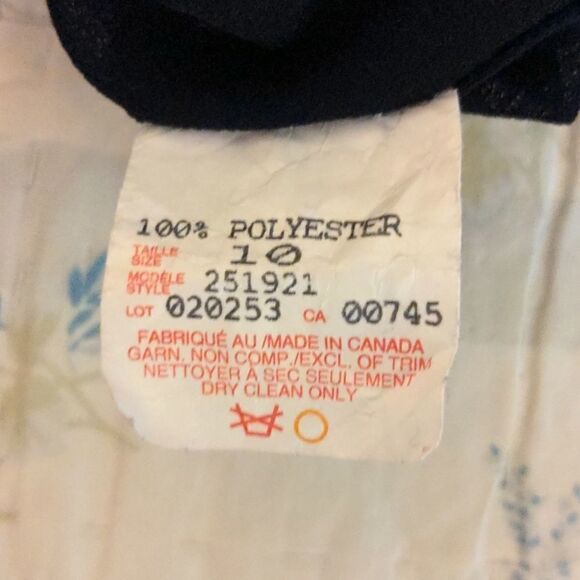 100% POLYESTER
TAILLE
SIZE 10
MODÈLE
STYLE 251921
LOT 020253 CA 00745
FABRIQUÉ AU /MADE IN CANADA
GARN. NON COMP./EXCL. OF TRIM
NETTOYER À SEC SEULEMENT
DRY CLEAN ONLY